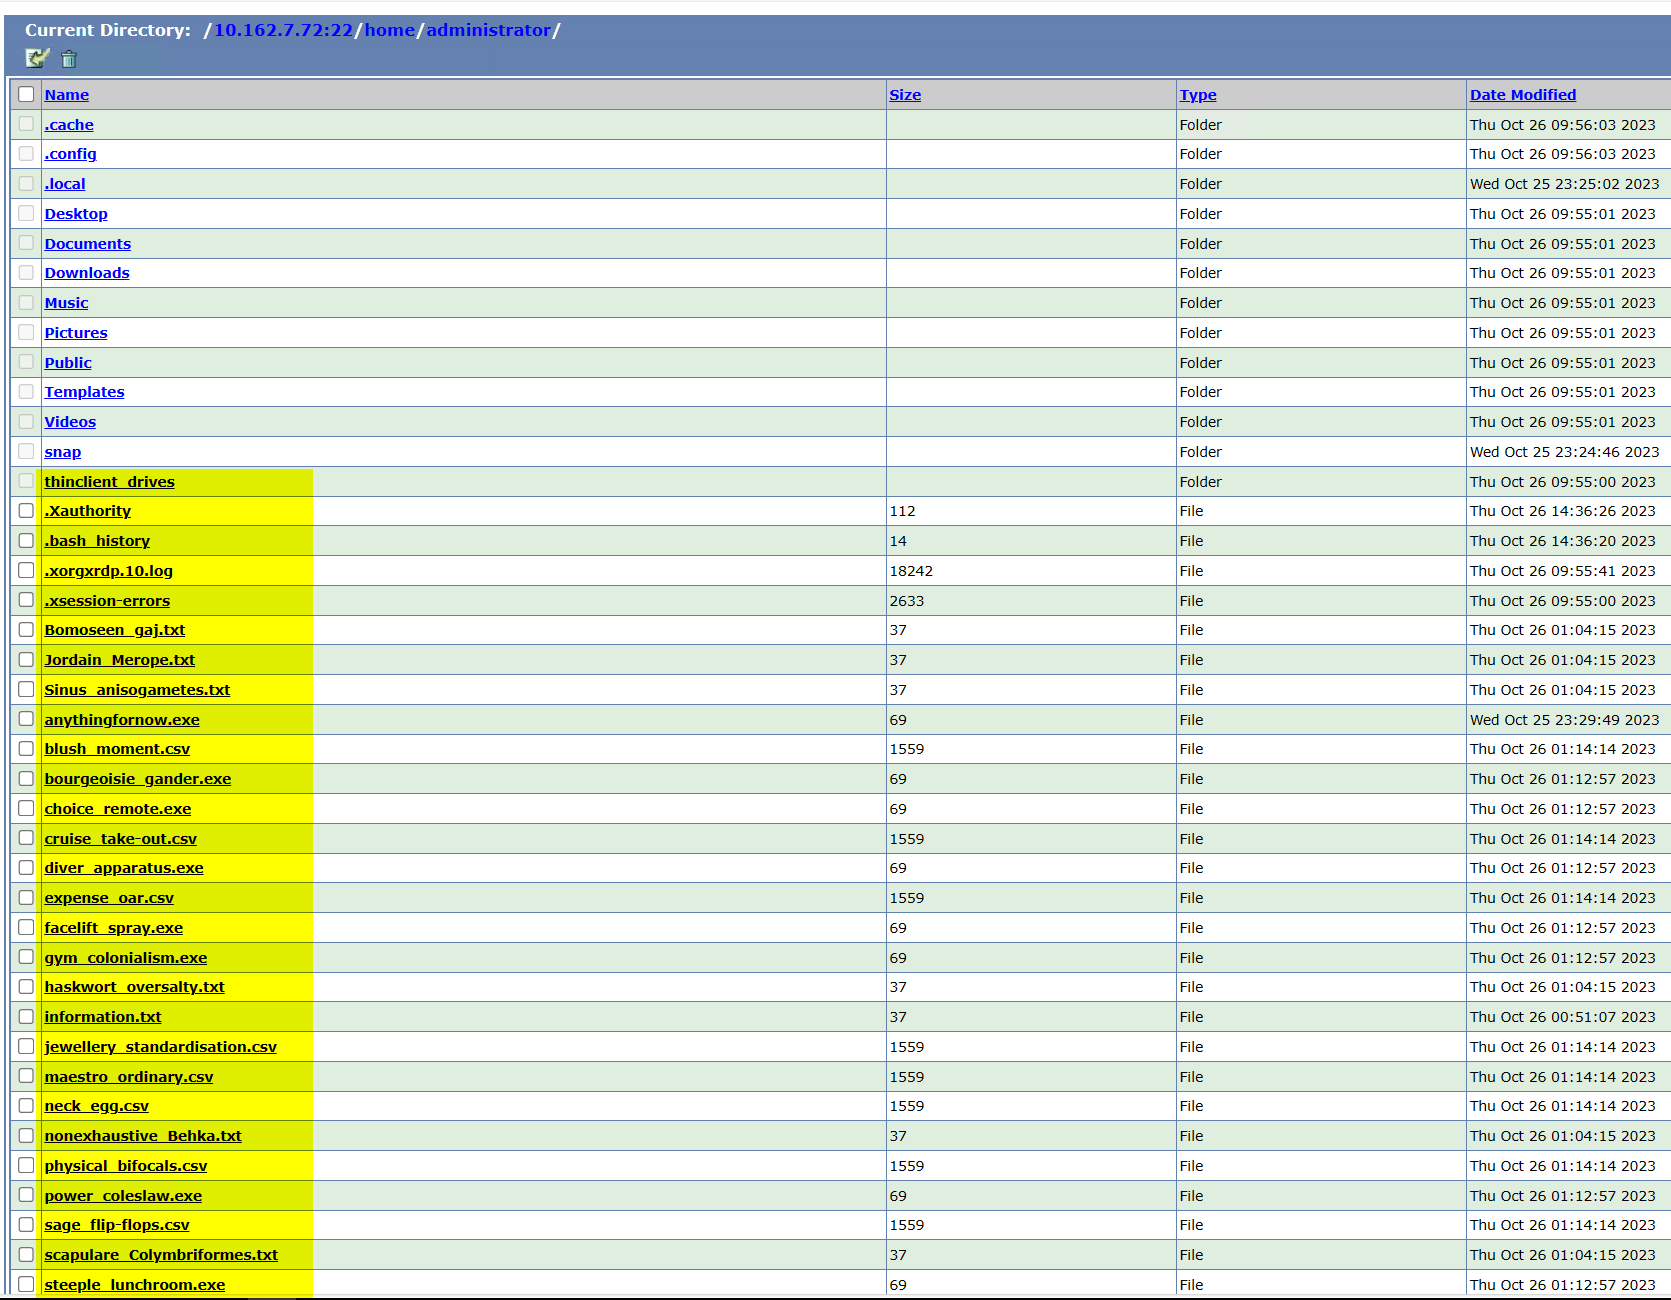 Current Directory: /10.162.7.72:22/home/administrator/
Name Size Type Date Modified
.cache Folder Thu Oct 26 09:56:03 2023
.config Folder Thu Oct 26 09:56:03 2023
.local Folder Wed Oct 25 23:25:02 2023
Desktop Folder Thu Oct 26 09:55:01 2023
Documents Folder Thu Oct 26 09:55:01 2023
Downloads Folder Thu Oct 26 09:55:01 2023
Music Folder Thu Oct 26 09:55:01 2023
Pictures Folder Thu Oct 26 09:55:01 2023
Public Folder Thu Oct 26 09:55:01 2023
Templates Folder Thu Oct 26 09:55:01 2023
Videos Folder Thu Oct 26 09:55:01 2023
snap Folder Wed Oct 25 23:24:46 2023
thinclient_drives Folder Thu Oct 26 09:55:00 2023
.Xauthority 112 File Thu Oct 26 14:36:26 2023
.bash_history 14 File Thu Oct 26 14:36:20 2023
.xorgxrdp.10.log 18242 File Thu Oct 26 09:55:41 2023
.xsession-errors 2633 File Thu Oct 26 09:55:00 2023
Bomoseen_gaj.txt 37 File Thu Oct 26 01:04:15 2023
Jordain_Merope.txt 37 File Thu Oct 26 01:04:15 2023
Sinus_anisogametes.txt 37 File Thu Oct 26 01:04:15 2023
anythingfornow.exe 69 File Wed Oct 25 23:29:49 2023
blush_moment.csv 1559 File Thu Oct 26 01:14:14 2023
bourgeoisie_gander.exe 69 File Thu Oct 26 01:12:57 2023
choice_remote.exe 69 File Thu Oct 26 01:12:57 2023
cruise_take-out.csv 1559 File Thu Oct 26 01:14:14 2023
diver_apparatus.exe 69 File Thu Oct 26 01:12:57 2023
expense_oar.csv 1559 File Thu Oct 26 01:14:14 2023
facelift_spray.exe 69 File Thu Oct 26 01:12:57 2023
gym_colonialism.exe 69 File Thu Oct 26 01:12:57 2023
haskwort_oversalty.txt 37 File Thu Oct 26 01:04:15 2023
information.txt 37 File Thu Oct 26 00:51:07 2023
jewellery_standardisation.csv 1559 File Thu Oct 26 01:14:14 2023
maestro_ordinary.csv 1559 File Thu Oct 26 01:14:14 2023
neck_egg.csv 1559 File Thu Oct 26 01:14:14 2023
nonexhaustive_Behka.txt 37 File Thu Oct 26 01:04:15 2023
physical_bifocals.csv 1559 File Thu Oct 26 01:14:14 2023
power_coleslaw.exe 69 File Thu Oct 26 01:12:57 2023
sage_flip-flops.csv 1559 File Thu Oct 26 01:14:14 2023
scapulare_Colymbriformes.txt 37 File Thu Oct 26 01:04:15 2023
steeple_lunchroom.exe 69 File Thu Oct 26 01:12:57 2023